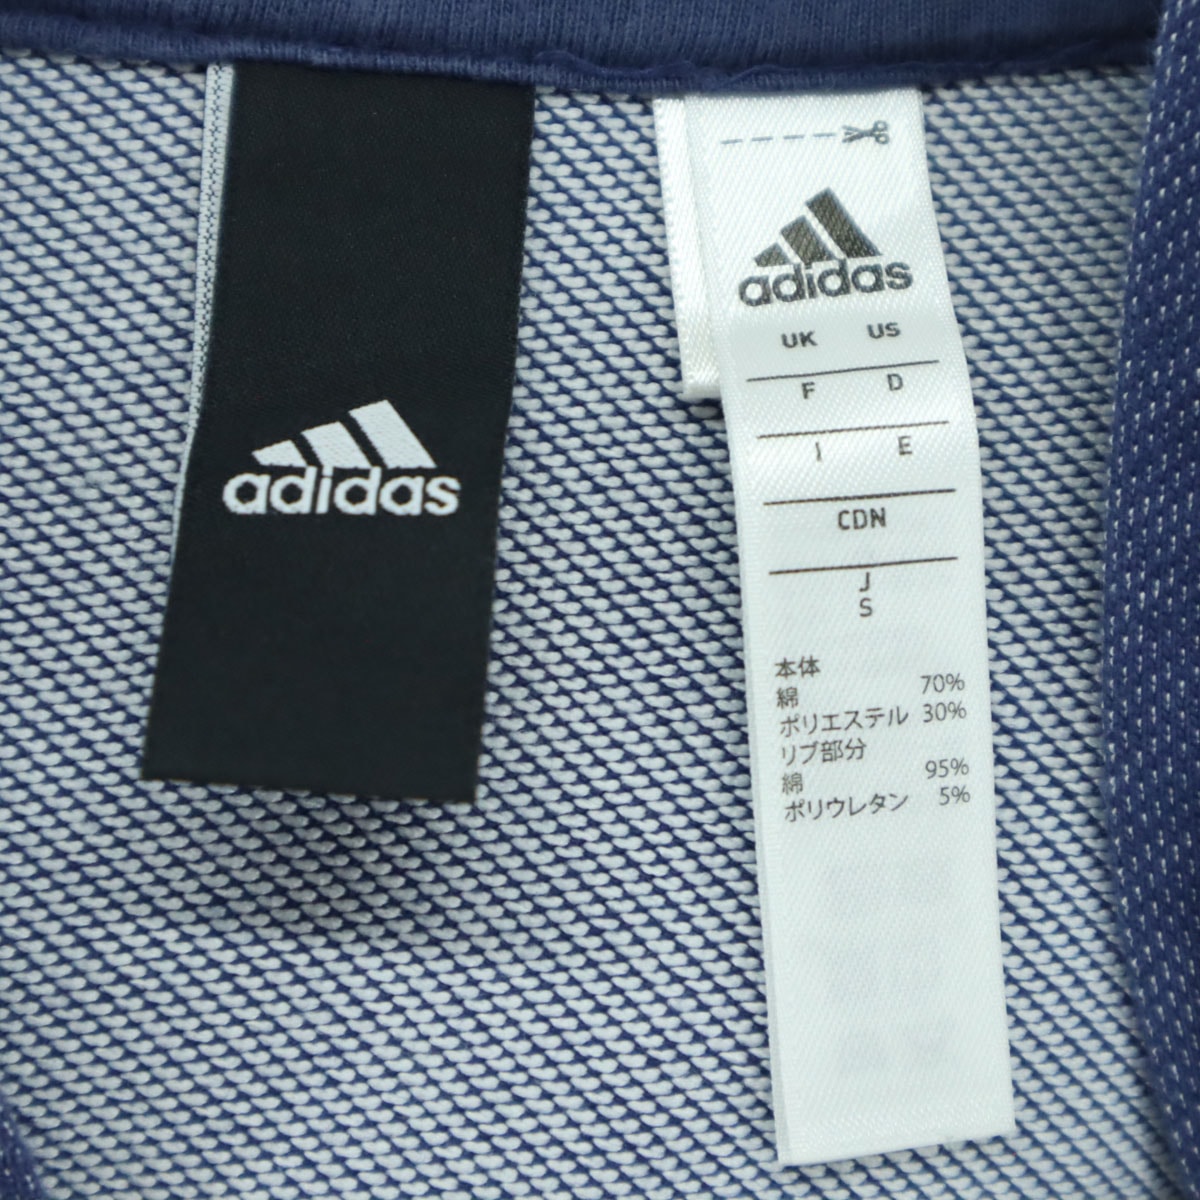 adidas
adidas
UK US
F D
I E
CDN
J
S
本体
綿 70%
ポリエステル 30%
リブ部分
綿 95%
ポリウレタン 5%